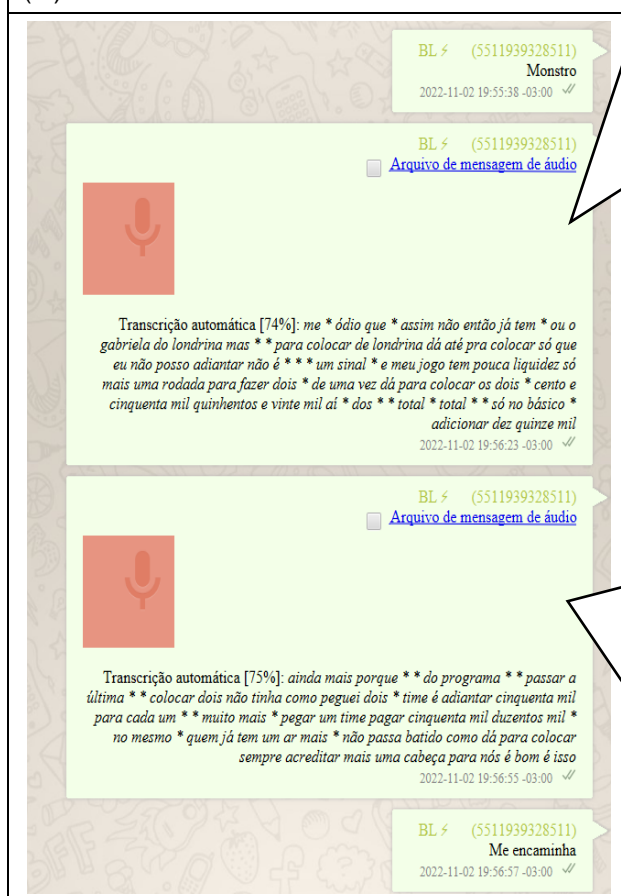 BL⚡ (5511939328511)
Monstro
2022-11-02 19:55:38 -03:00
BL⚡ (5511939328511)
Arquivo de mensagem de áudio
Transcrição automática [74%]: me * ódio que * assim não então já tem * ou o
gabriela do londrina mas * * para colocar de londrina dá até pra colocar só que
eu não posso adiantar não é * * * um sinal * e meu jogo tem pouca liquidez só
mais uma rodada para fazer dois * de uma vez dá para colocar os dois * cento e
cinquenta mil quinhentos e vinte mil aí * dos * * total * total * * só no básico *
adicionar dez quinze mil
2022-11-02 19:56:23 -03:00
BL⚡ (5511939328511)
Arquivo de mensagem de áudio
Transcrição automática [75%]: ainda mais porque * * do programa * * passar a
última * * colocar dois não tinha como peguei dois * time é adiantar cinquenta mil
para cada um * * muito mais * pegar um time pagar cinquenta mil duzentos mil *
no mesmo * quem já tem um ar mais * não passa batido como dá para colocar
sempre acreditar mais uma cabeça para nós é bom é isso
2022-11-02 19:56:55 -03:00
BL⚡ (5511939328511)
Me encaminha
2022-11-02 19:56:57 -03:00